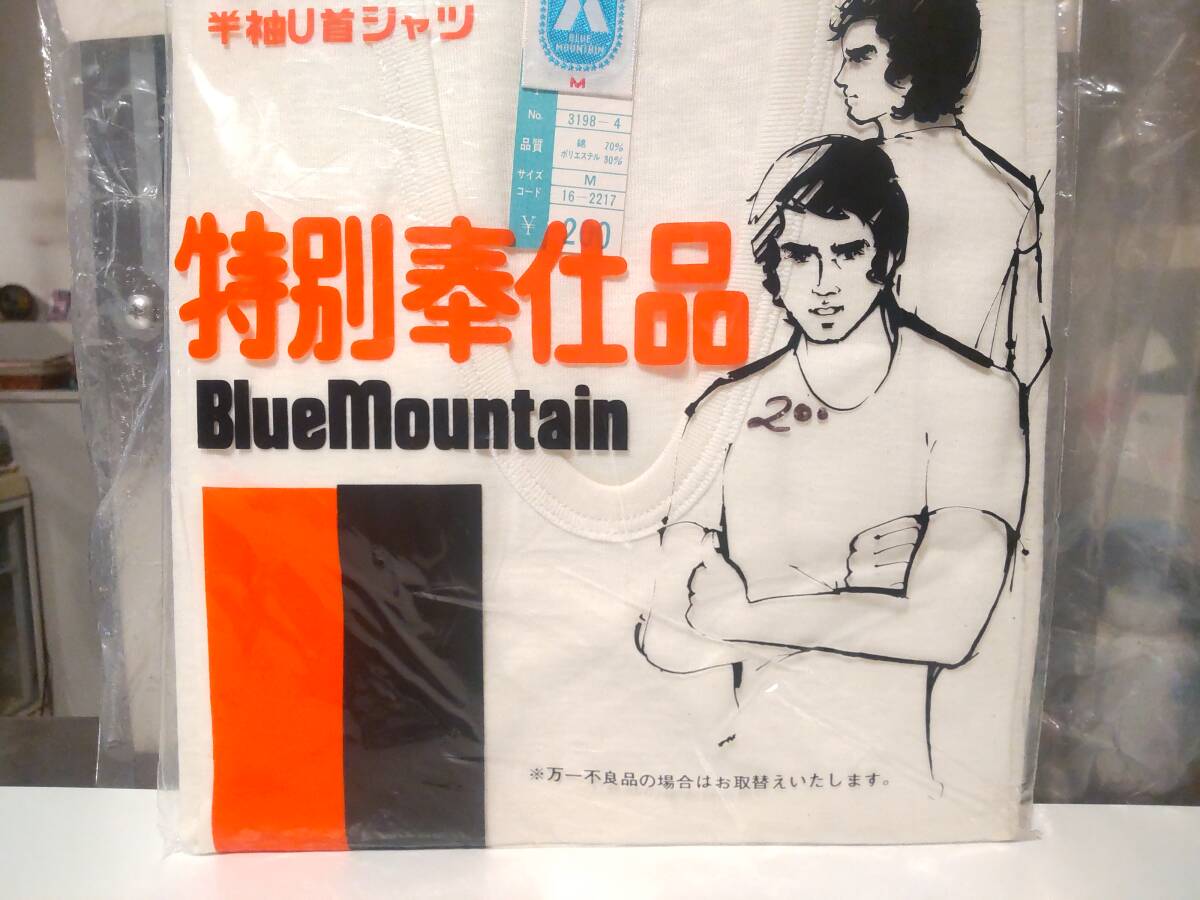 半袖U首シャツ
BLUE
MOUNTAIN
M
No. 3198-4
品質 綿 70%
ポリエステル 30%
サイズ M
コード 16-2217
¥ 200
特別奉仕品
BlueMountain
200
※万一不良品の場合はお取替えいたします。